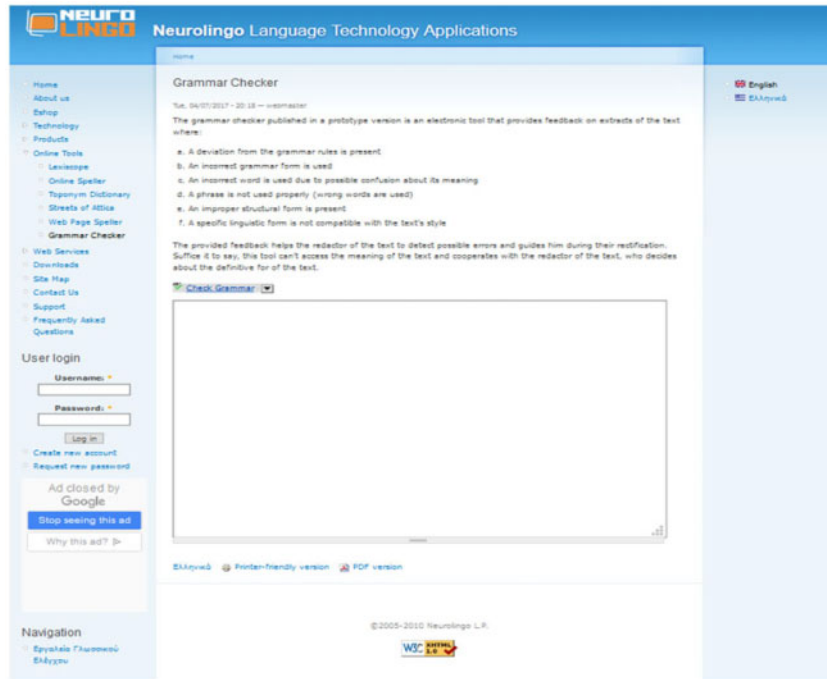 NEURO
LINGO
Neurolingo Language Technology Applications
Home
Home
About us
Eshop
Technology
Products
Online Tools
Lexiscope
Online Speller
Toponym Dictionary
Streets of Attica
Web Page Speller
Grammar Checker
Web Services
Downloads
Site Map
Contact Us
Support
Frequently Asked
Questions
User login
Username: *
Password: *
Log in
Create new account
Request new password
Ad closed by
Google
Stop seeing this ad
Why this ad?
Navigation
Εργαλεία Γλωσσικού
Ελέγχου
Grammar Checker
Tue, 04/07/2017 - 20:18 — webmaster
The grammar checker published in a prototype version is an electronic tool that provides feedback on extracts of the text
where:
a. A deviation from the grammar rules is present
b. An incorrect grammar form is used
c. An incorrect word is used due to possible confusion about its meaning
d. A phrase is not used properly (wrong words are used)
e. An improper structural form is present
f. A specific linguistic form is not compatible with the text's style
The provided feedback helps the redactor of the text to detect possible errors and guides him during their rectification.
Suffice it to say, this tool can't access the meaning of the text and cooperates with the redactor of the text, who decides
about the definitive for of the text.
Check Grammar
Ελληνικά Printer-friendly version PDF version
©2005-2010 Neurolingo L.P.
W3C XHTML 1.0
English
Ελληνικά